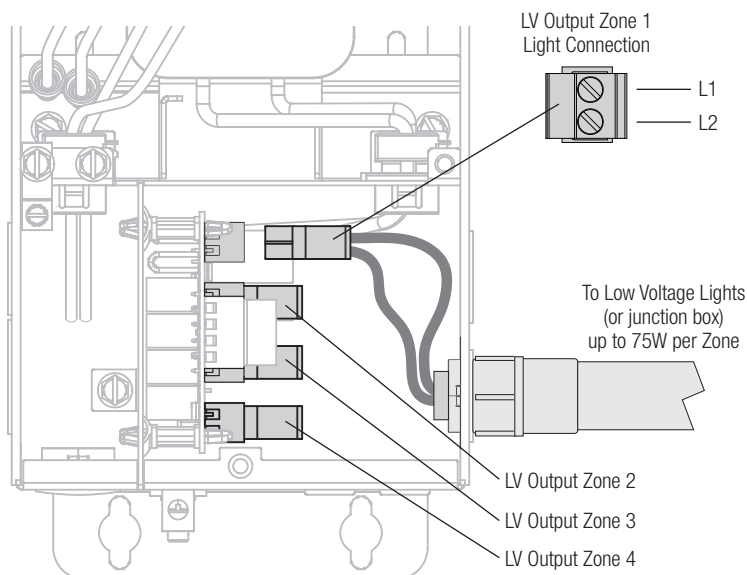 LV Output Zone 1
Light Connection
L1
L2
To Low Voltage Lights
(or junction box)
up to 75W per Zone
LV Output Zone 2
LV Output Zone 3
LV Output Zone 4